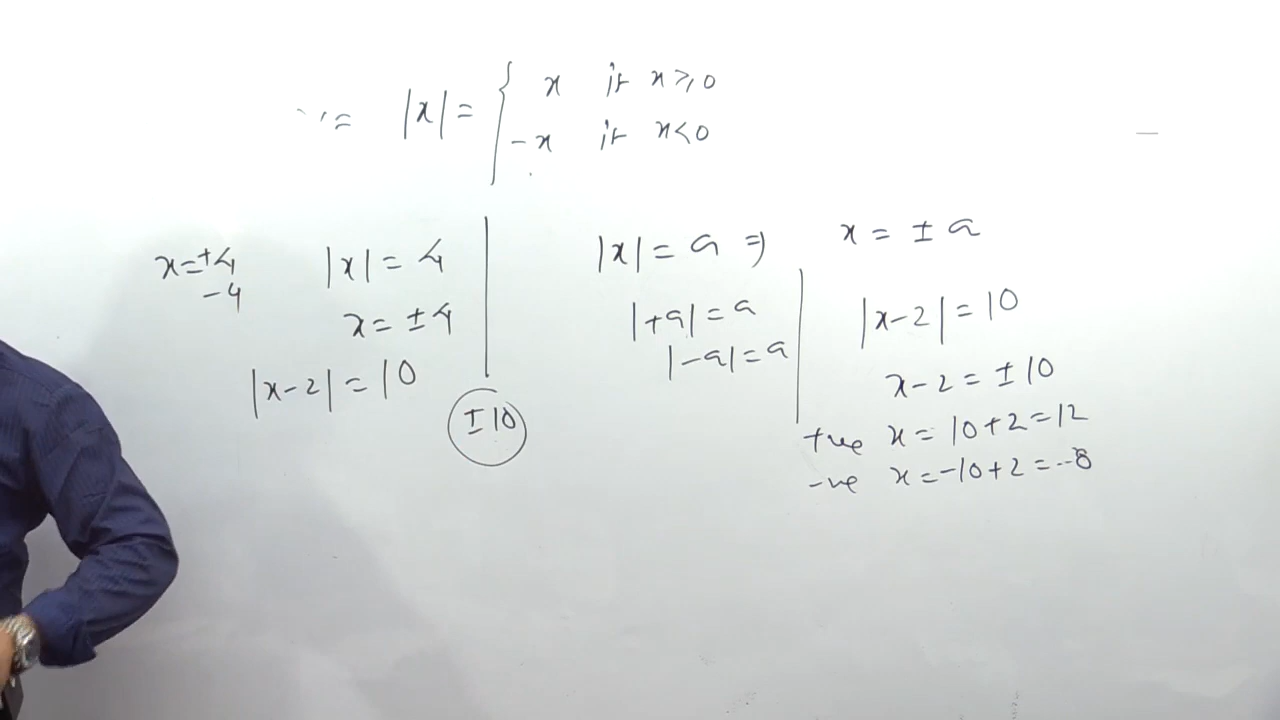 |x| = { x if x ≥ 0
-x if x < 0
x = +4
-4
|x| = 4
x = ± 4
|x-2| = 10
±10
|x| = a ⇒ x = ± a
|+a| = a
|-a| = a
|x-2| = 10
x-2 = ± 10
+ve x = 10+2 = 12
-ve x = -10+2 = -8